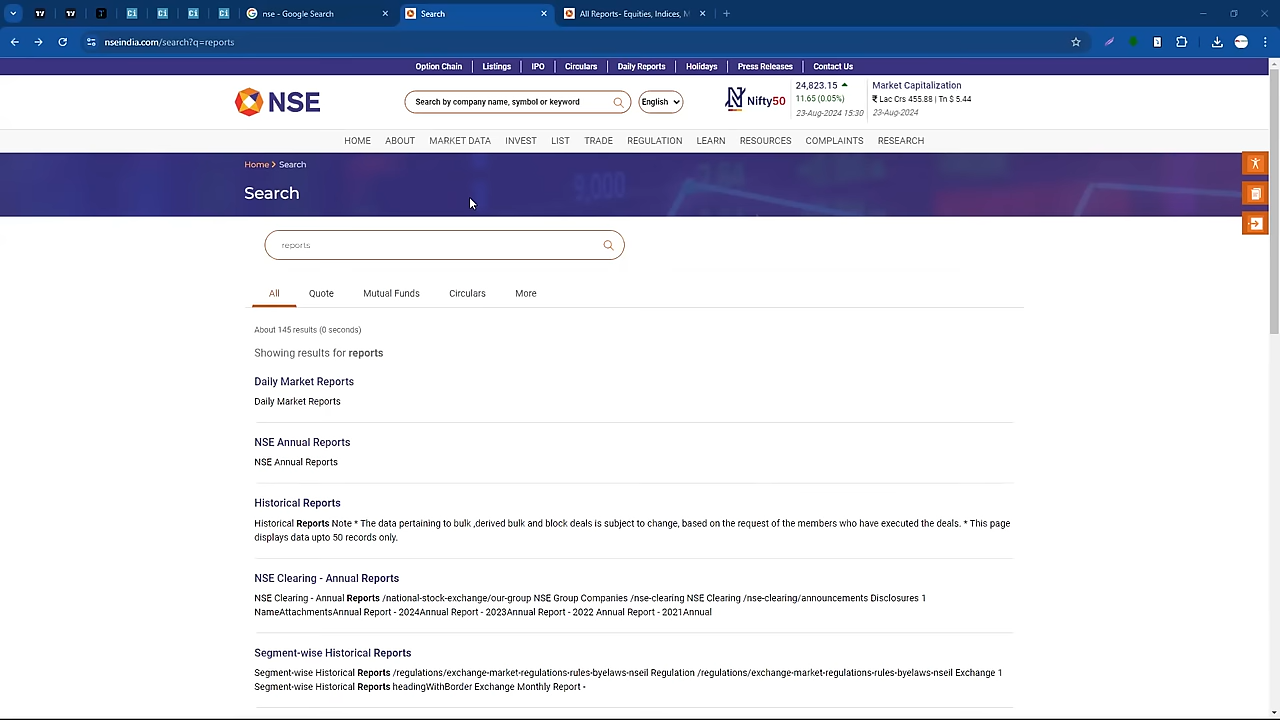 nse - Google Search
Search
All Reports- Equities, Indices, M
nseindia.com/search?q=reports
Option Chain
Listings
IPO
Circulars
Daily Reports
Holidays
Press Releases
Contact Us
NSE
Search by company name, symbol or keyword
English
Nifty50
24,823.15
11.65 (0.05%)
23-Aug-2024 15:30
Market Capitalization
₹ Lac Crs 455.88 | Tn $ 5.44
23-Aug-2024
HOME
ABOUT
MARKET DATA
INVEST
LIST
TRADE
REGULATION
LEARN
RESOURCES
COMPLAINTS
RESEARCH
Home > Search
Search
9,000
reports
All
Quote
Mutual Funds
Circulars
More
About 145 results (0 seconds)
Showing results for reports
Daily Market Reports
Daily Market Reports
NSE Annual Reports
NSE Annual Reports
Historical Reports
Historical Reports Note * The data pertaining to bulk ,derived bulk and block deals is subject to change, based on the request of the members who have executed the deals. * This page
displays data upto 50 records only.
NSE Clearing - Annual Reports
NSE Clearing - Annual Reports /national-stock-exchange/our-group NSE Group Companies /nse-clearing NSE Clearing /nse-clearing/announcements Disclosures 1
NameAttachmentsAnnual Report - 2024Annual Report - 2023Annual Report - 2022 Annual Report - 2021Annual
Segment-wise Historical Reports
Segment-wise Historical Reports /regulations/exchange-market-regulations-rules-byelaws-nseil Regulation /regulations/exchange-market-regulations-rules-byelaws-nseil Exchange 1
Segment-wise Historical Reports headingWithBorder Exchange Monthly Report -